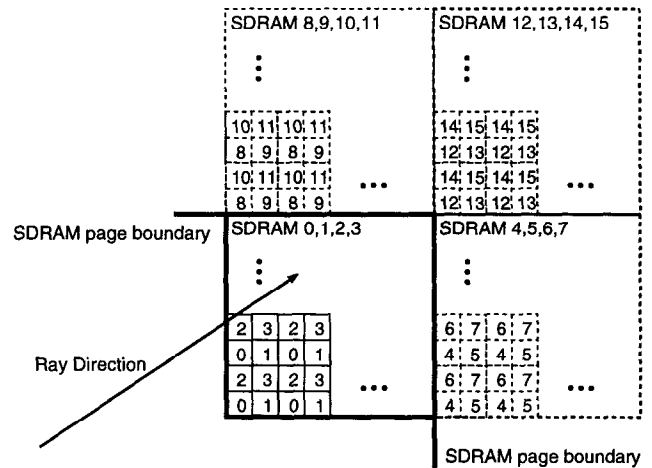 SDRAM 8,9,10,11 SDRAM 12,13,14,15
10 11 10 11 14 15 14 15
8 9 8 9 12 13 12 13
10 11 10 11 14 15 14 15
8 9 8 9 12 13 12 13
SDRAM page boundary
SDRAM 0,1,2,3 SDRAM 4,5,6,7
2 3 2 3 6 7 6 7
0 1 0 1 4 5 4 5
2 3 2 3 6 7 6 7
0 1 0 1 4 5 4 5
Ray Direction
SDRAM page boundary